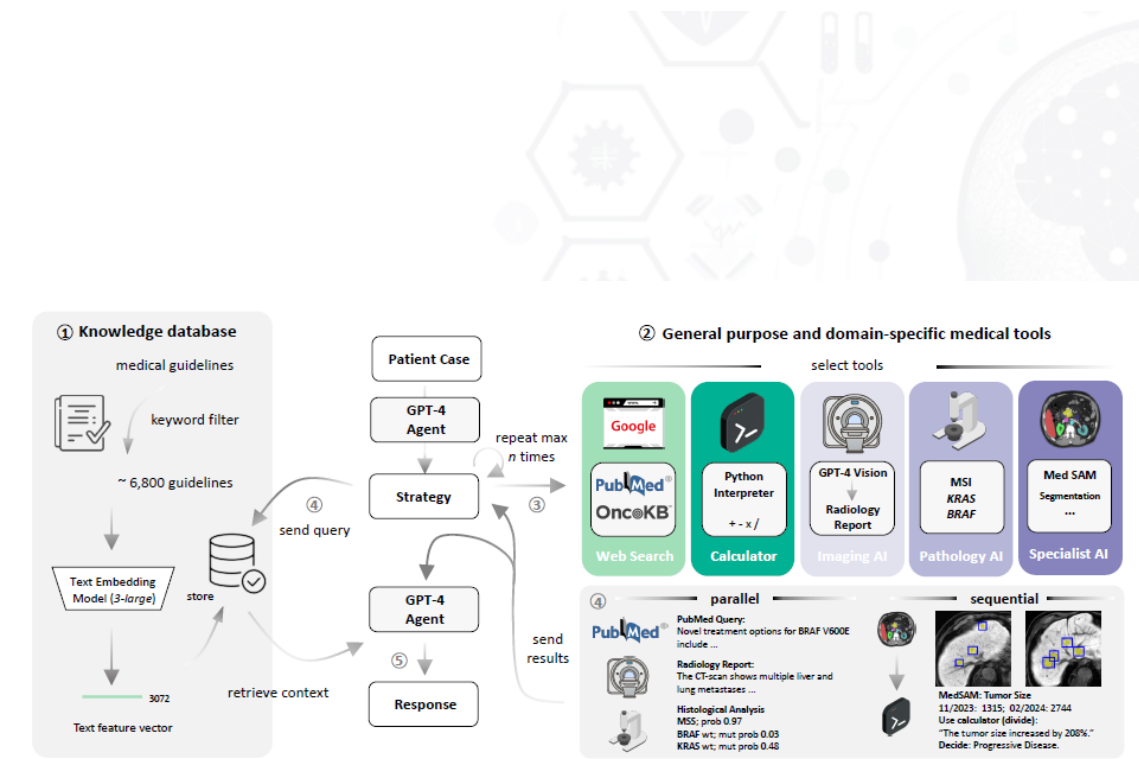 ① Knowledge database
medical guidelines
keyword filter
~ 6,800 guidelines
Text Embedding
Model (3-large)
store
3072
Text feature vector
Patient Case
GPT-4
Agent
repeat max
n times
Strategy
③
④
send query
GPT-4
Agent
⑤
send
results
retrieve context
Response
② General purpose and domain-specific medical tools
select tools
Google
PubMed®
OncoKB™
Web Search
Python
Interpreter
+ - x /
Calculator
GPT-4 Vision
Radiology
Report
Imaging AI
MSI
KRAS
BRAF
Pathology AI
Med SAM
Segmentation
...
Specialist AI
④
parallel
PubMed®
PubMed Query:
Novel treatment options for BRAF V600E
include ...
Radiology Report:
The CT-scan shows multiple liver and
lung metastases ...
Histological Analysis
MSS; prob 0.97
BRAF wt; mut prob 0.03
KRAS wt; mut prob 0.48
sequential
MedSAM: Tumor Size
11/2023: 1315; 02/2024: 2744
Use calculator (divide):
“The tumor size increased by 208%.”
Decide: Progressive Disease.